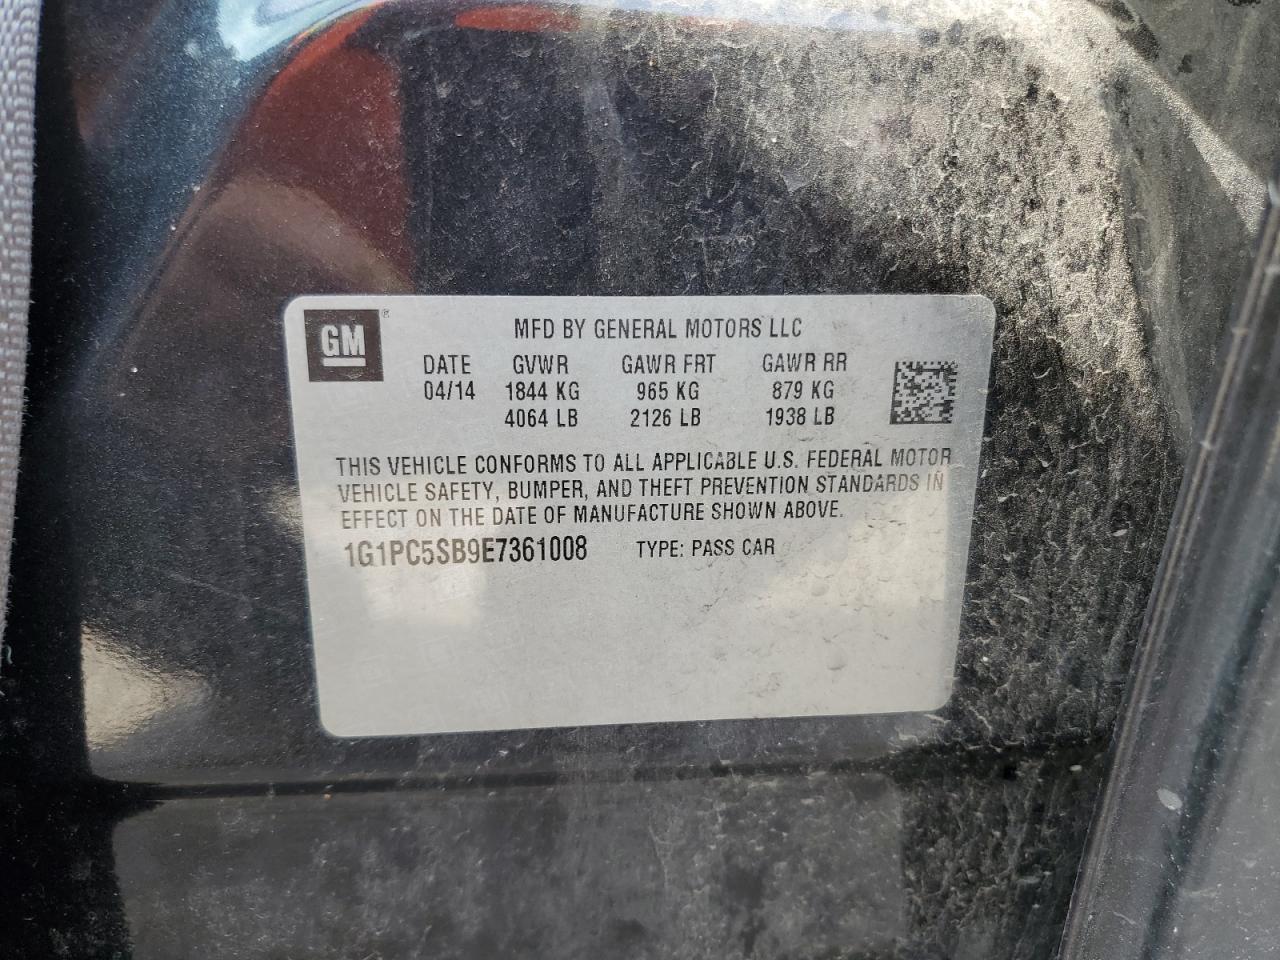 GM ®
MFD BY GENERAL MOTORS LLC
DATE GVWR GAWR FRT GAWR RR
04/14 1844 KG 965 KG 879 KG
4064 LB 2126 LB 1938 LB
THIS VEHICLE CONFORMS TO ALL APPLICABLE U.S. FEDERAL MOTOR
VEHICLE SAFETY, BUMPER, AND THEFT PREVENTION STANDARDS IN
EFFECT ON THE DATE OF MANUFACTURE SHOWN ABOVE.
1G1PC5SB9E7361008 TYPE: PASS CAR